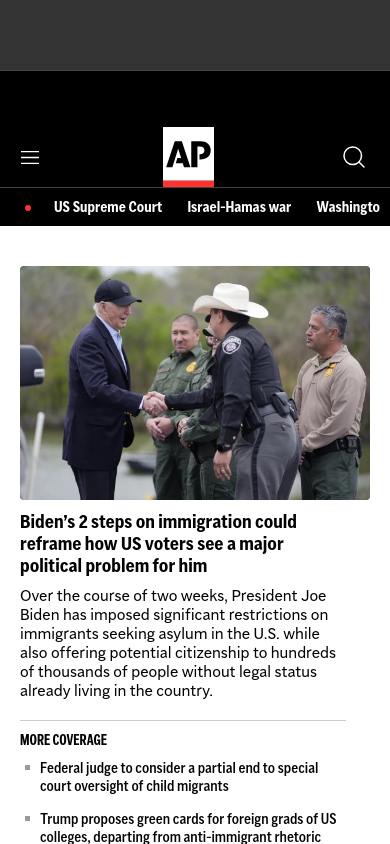 AP
US Supreme Court
Israel-Hamas war
Washingto
Biden’s 2 steps on immigration could
reframe how US voters see a major
political problem for him
Over the course of two weeks, President Joe
Biden has imposed significant restrictions on
immigrants seeking asylum in the U.S. while
also offering potential citizenship to hundreds
of thousands of people without legal status
already living in the country.
MORE COVERAGE
Federal judge to consider a partial end to special
court oversight of child migrants
Trump proposes green cards for foreign grads of US
colleges, departing from anti-immigrant rhetoric